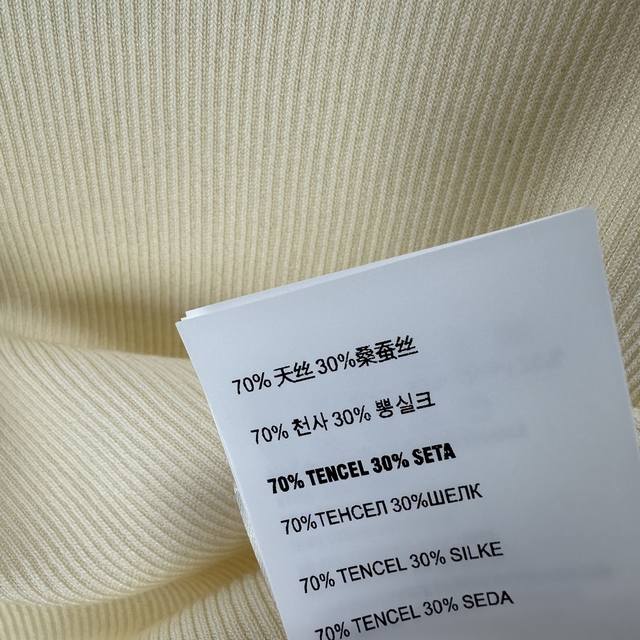 70% 天丝 30%桑蚕丝
70% 천사 30% 뽕실크
70% TENCEL 30% SETA
70%ТЕНСЕЛ 30%ШЕЛК
70% TENCEL 30% SILKE
70% TENCEL 30% SEDA